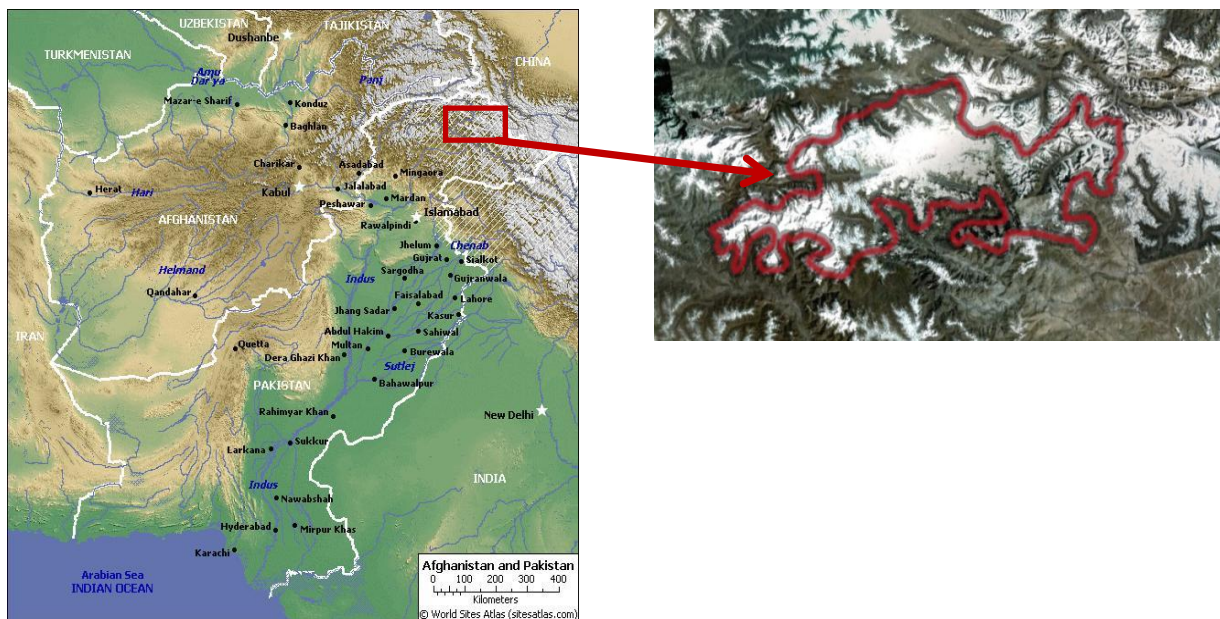 UZBEKISTAN
TAJIKISTAN
Dushanbe
TURKMENISTAN
CHINA
Amu
Dar'ya
Panj
Mazar-e Sharif
Konduz
Baghlan
Charikar
Asadabad
Mingaora
Herat
Hari
Kabul
Jalalabad
Mardan
Peshawar
Islamabad
AFGHANISTAN
Rawalpindi
Jhelum
Chenab
Gujrat
Sialkot
Helmand
Indus
Sargodha
Gujranwala
Qandahar
Faisalabad
Lahore
Jhang Sadar
Kasur
IRAN
Abdul Hakim
Sahiwal
Quetta
Multan
Burewala
Dera Ghazi Khan
Sutlej
PAKISTAN
Bahawalpur
Rahimyar Khan
New Delhi
Sukkur
Larkana
INDIA
Indus
Nawabshah
Hyderabad
Mirpur Khas
Karachi
Arabian Sea
INDIAN OCEAN
Afghanistan and Pakistan
0 100 200 300 400
Kilometers
© World Sites Atlas (sitesatlas.com)